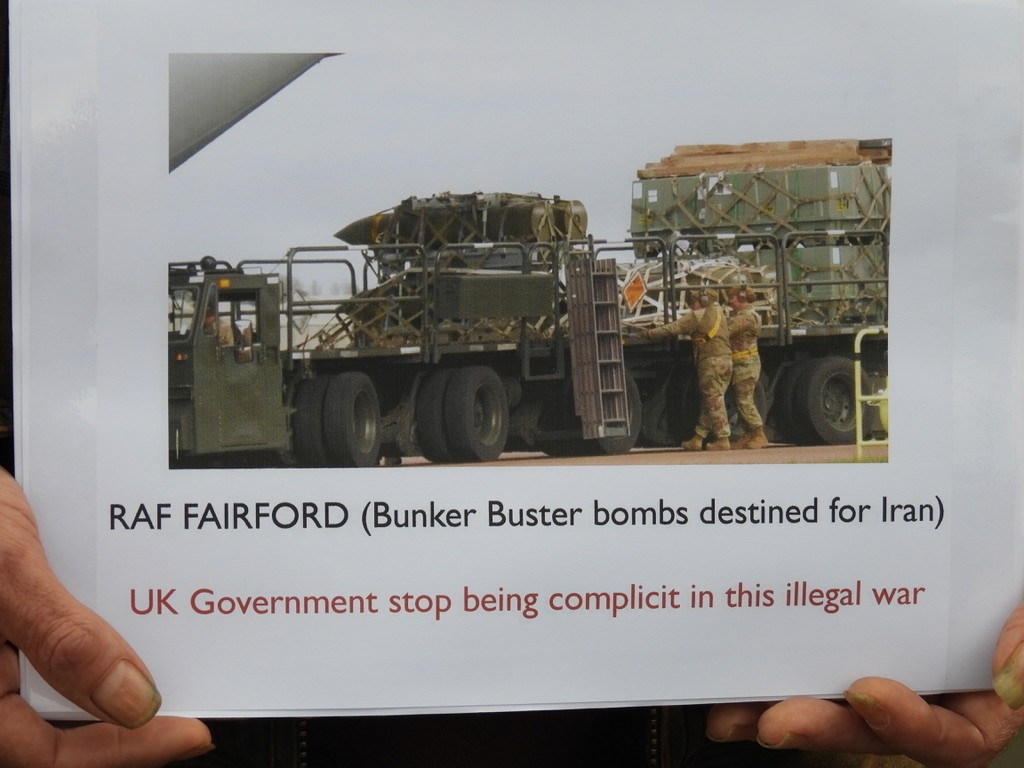 RAF FAIRFORD (Bunker Buster bombs destined for Iran)
UK Government stop being complicit in this illegal war